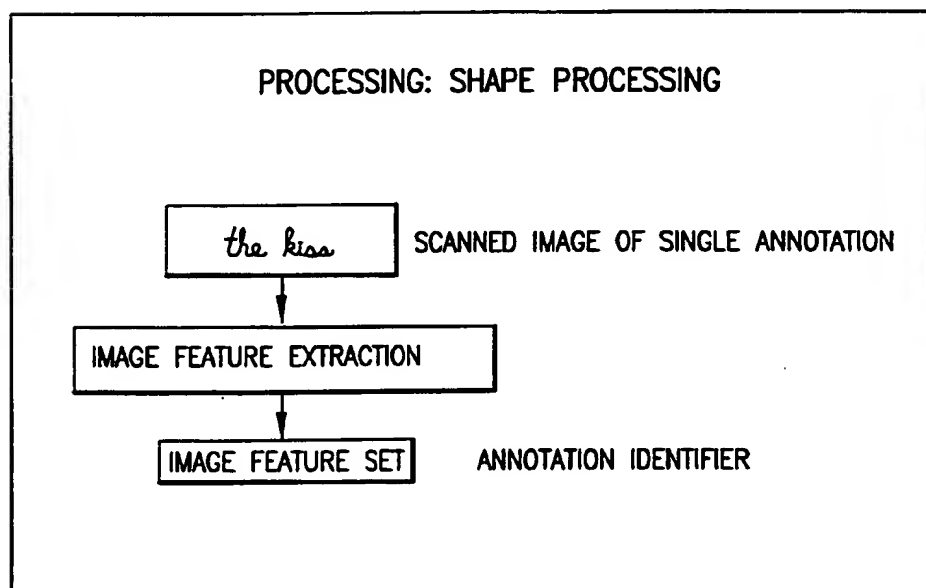 PROCESSING: SHAPE PROCESSING
the kiss
SCANNED IMAGE OF SINGLE ANNOTATION
IMAGE FEATURE EXTRACTION
IMAGE FEATURE SET
ANNOTATION IDENTIFIER